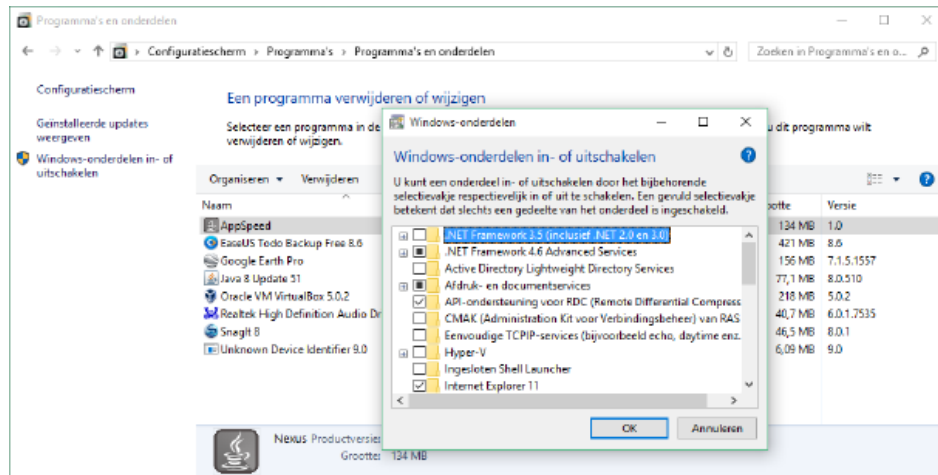 Programma's en onderdelen
Configuratiescherm > Programma's > Programma's en onderdelen
Zoeken in Programma's en o...
Configuratiescherm
Geïnstalleerde updates
weergeven
Windows-onderdelen in- of
uitschakelen
Een programma verwijderen of wijzigen
Selecteer een programma in de
u dit programma wilt
verwijderen of wijzigen.
Organiseren
Verwijderen
Naam
ootte
Versie
AppSpeed
134 MB
1.0
EaseUS Todo Backup Free 8.6
421 MB
8.6
Google Earth Pro
156 MB
7.1.5.1557
Java 8 Update 51
77,1 MB
8.0.510
Oracle VM VirtualBox 5.0.2
218 MB
5.0.2
Realtek High Definition Audio Dr
40,7 MB
6.0.1.7535
SnagIt 8
46,5 MB
8.0.1
Unknown Device Identifier 9.0
6,09 MB
9.0
Windows-onderdelen
Windows-onderdelen in- of uitschakelen
U kunt een onderdeel in- of uitschakelen door het bijbehorende
selectievakje respectievelijk in of uit te schakelen. Een gevuld selectievakje
betekent dat slechts een gedeelte van het onderdeel is ingeschakeld.
.NET Framework 3.5 (inclusief .NET 2.0 en 3.0)
.NET Framework 4.6 Advanced Services
Active Directory Lightweight Directory Services
Afdruk- en documentservices
API-ondersteuning voor RDC (Remote Differential Compress
CMAK (Administration Kit voor Verbindingsbeheer) van RAS
Eenvoudige TCPIP-services (bijvoorbeeld echo, daytime enz.
Hyper-V
Ingesloten Shell Launcher
Internet Explorer 11
OK
Annuleren
Nexus Productversie:
Grootte: 134 MB